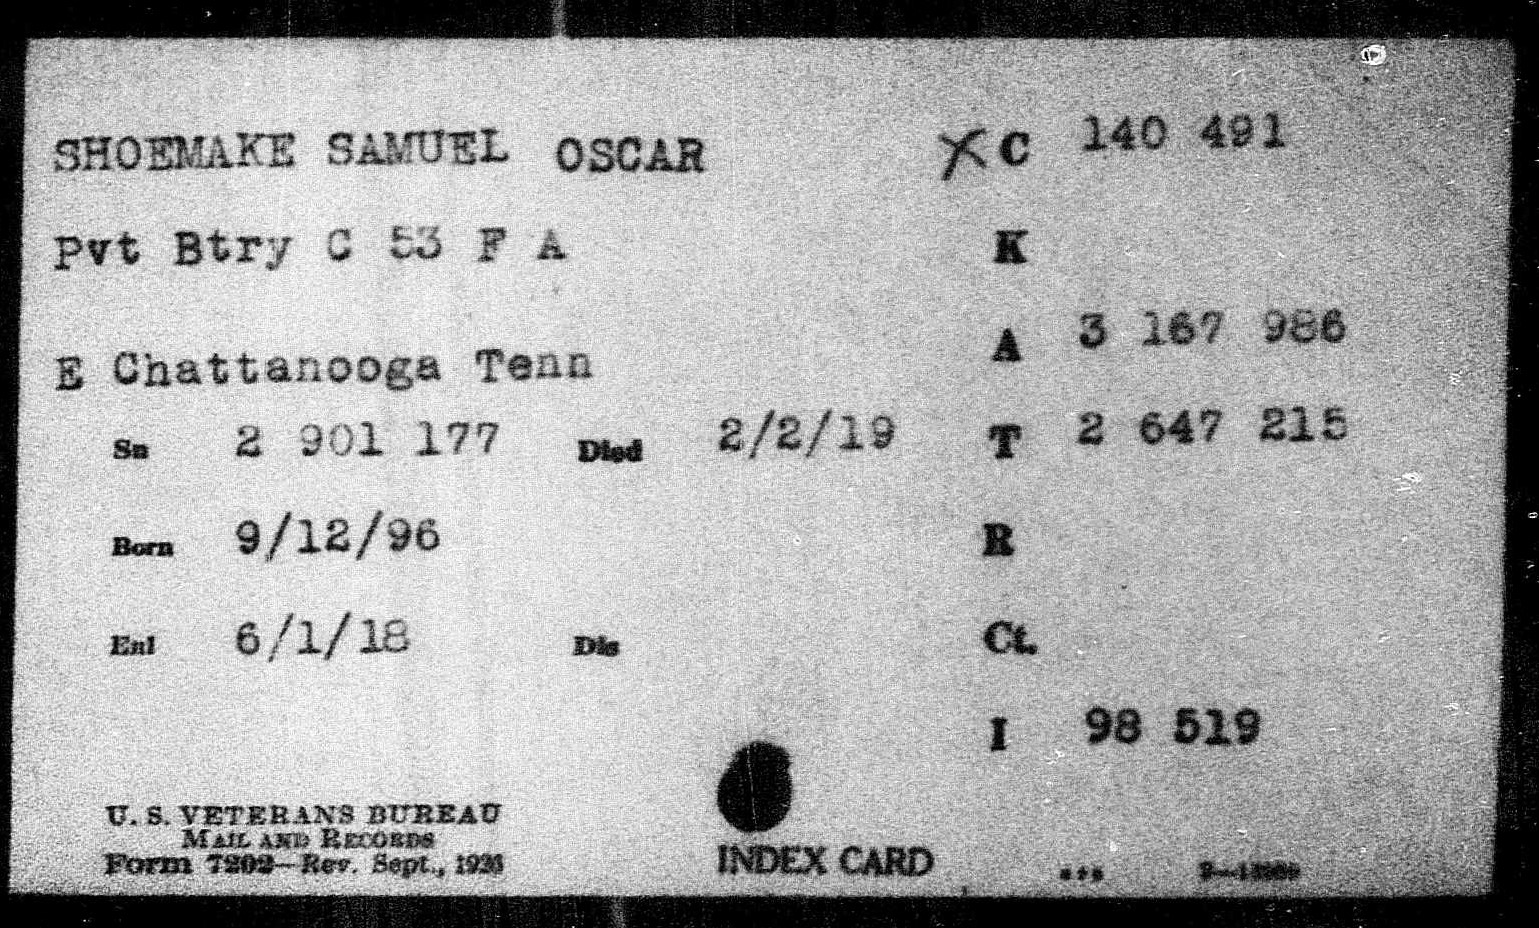 SHOEMAKE SAMUEL OSCAR
X C 140 491
Pvt Btry C 53 F A
K
E Chattanooga Tenn
A 3 167 986
Sn 2 901 177 Died 2/2/19
T 2 647 215
Born 9/12/96
R
Enl 6/1/18 Dis
Ct.
I 98 519
U. S. VETERANS BUREAU
MAIL AND RECORDS
Form 7202—Rev. Sept., 1926
INDEX CARD